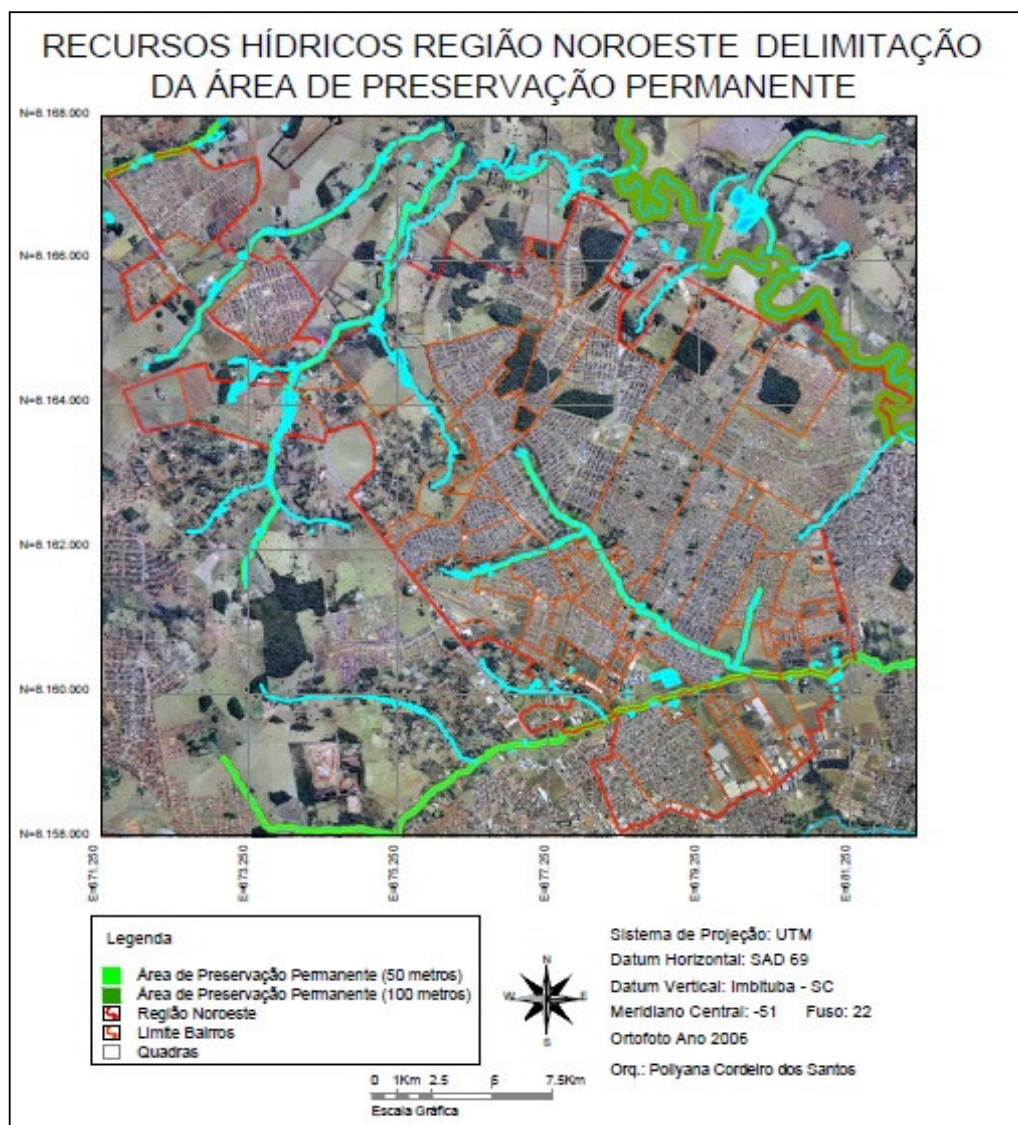 RECURSOS HÍDRICOS REGIÃO NOROESTE DELIMITAÇÃO
DA ÁREA DE PRESERVAÇÃO PERMANENTE
N=8.168.000
N=8.166.000
N=8.164.000
N=8.162.000
N=8.160.000
N=8.158.000
E=671.250
E=673.250
E=675.250
E=677.250
E=679.250
E=681.250
Legenda
Área de Preservação Permanente (50 metros)
Área de Preservação Permanente (100 metros)
Região Noroeste
Limite Bairros
Quadras
N
W E
S
Sistema de Projeção: UTM
Datum Horizontal: SAD 69
Datum Vertical: Imbituba - SC
Meridiano Central: -51 Fuso: 22
Ortofoto Ano 2006
Org.: Pollyana Cordeiro dos Santos
0 1Km 2.5 5 7.5Km
Escala Gráfica